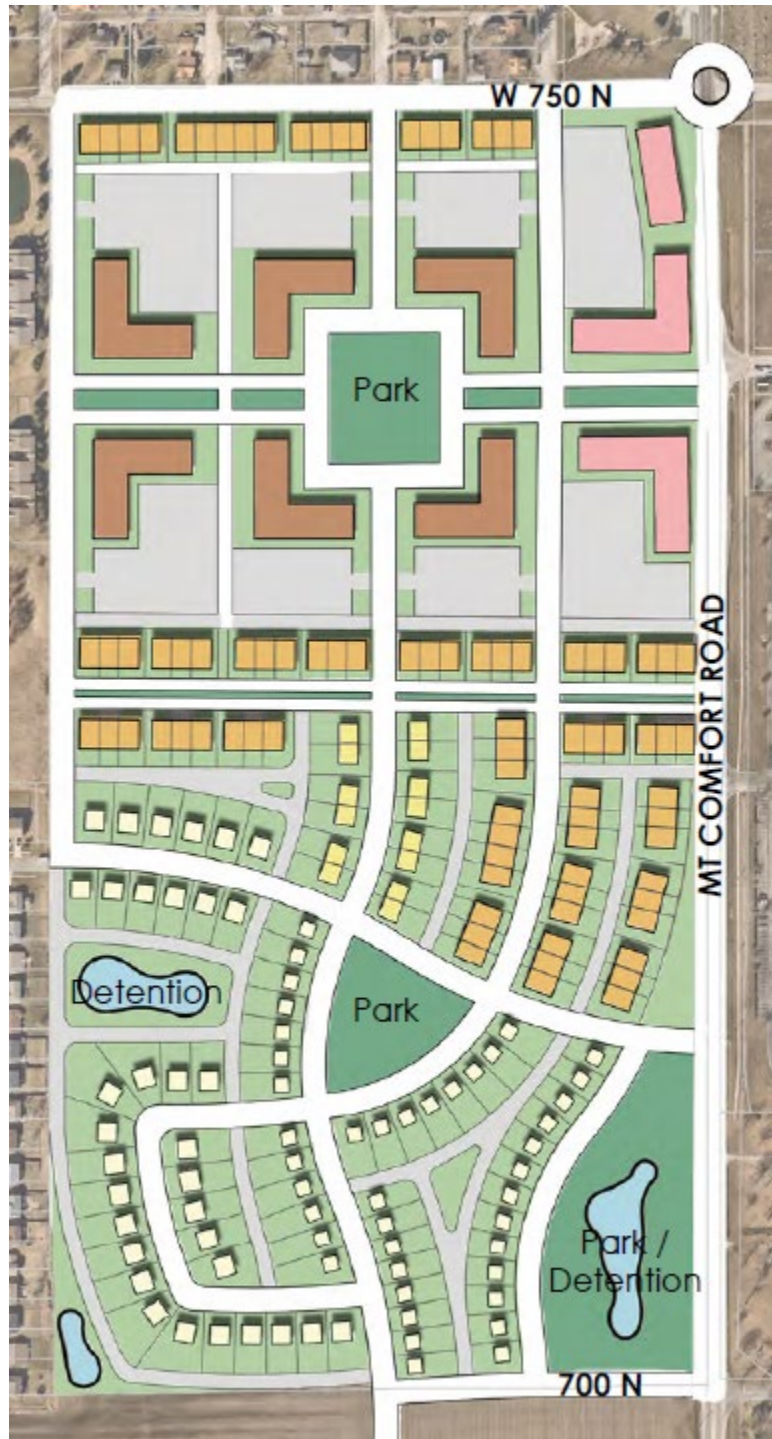 W 750 N
Park
MT COMFORT ROAD
Detention
Park
Park /
Detention
700 N